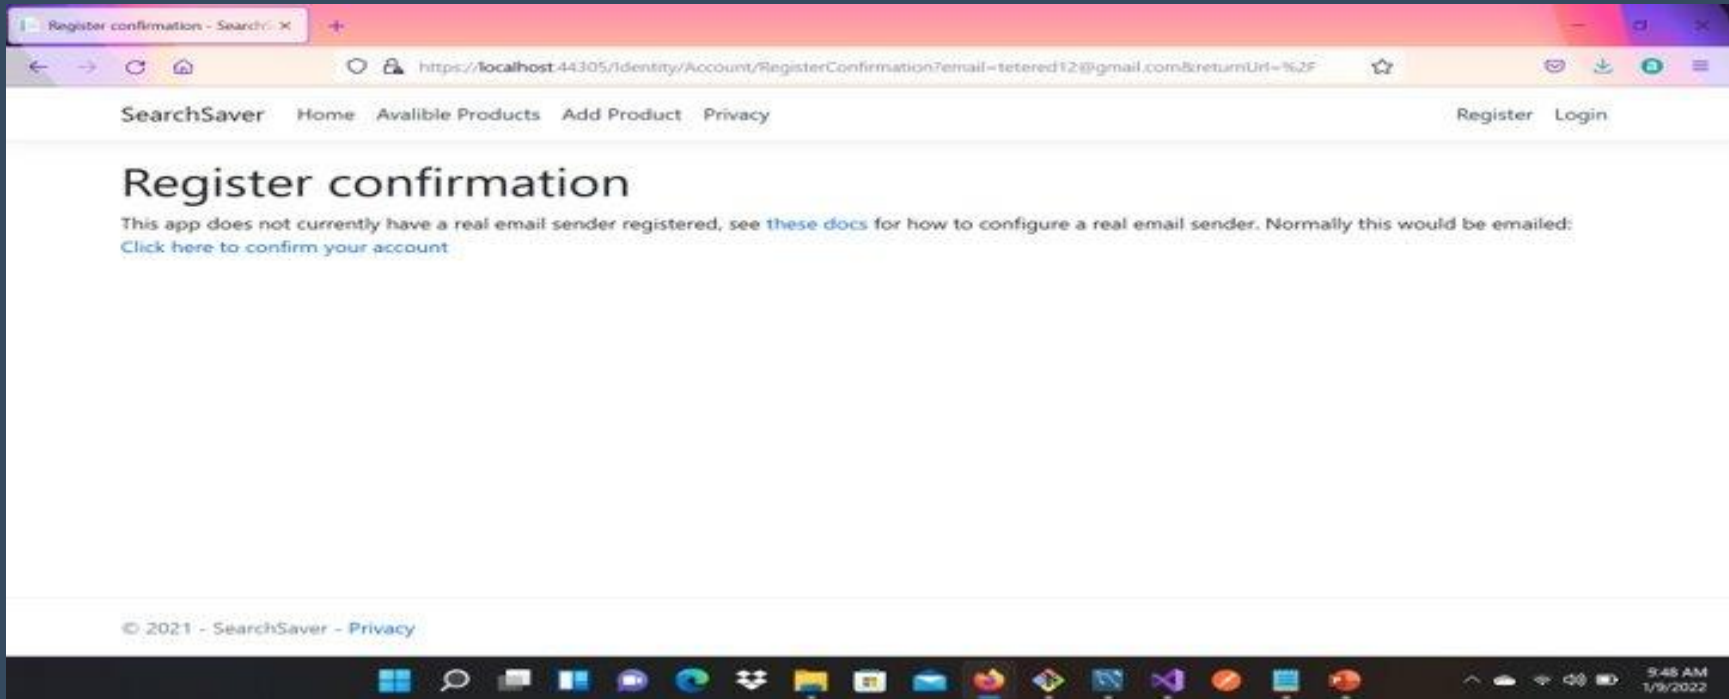 Register confirmation - Search
https://localhost:44305/Identity/Account/RegisterConfirmation?email=tetered12@gmail.com&returnUrl=%2F
SearchSaver Home Avalible Products Add Product Privacy Register Login
Register confirmation
This app does not currently have a real email sender registered, see these docs for how to configure a real email sender. Normally this would be emailed:
Click here to confirm your account
© 2021 - SearchSaver - Privacy
9:48 AM
1/9/2022